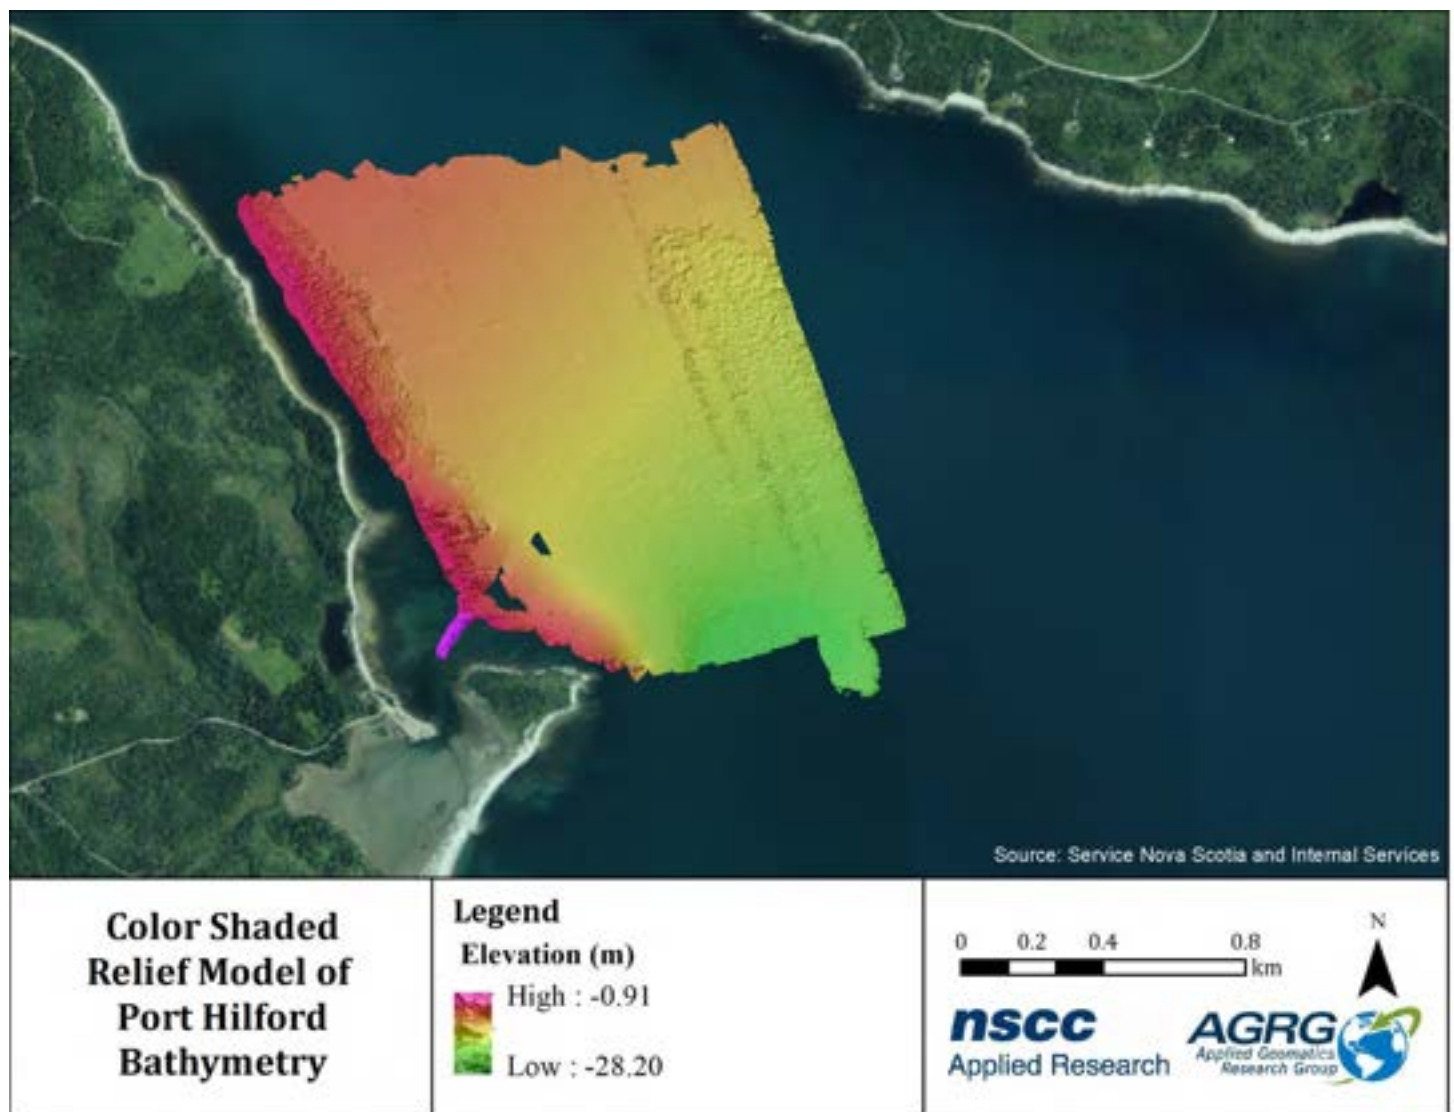 Source: Service Nova Scotia and Internal Services
Color Shaded
Relief Model of
Port Hilford
Bathymetry
Legend
Elevation (m)
High : -0.91
Low : -28.20
0 0.2 0.4 0.8
km
N
nscc
Applied Research
AGRG
Applied Geomatics
Research Group